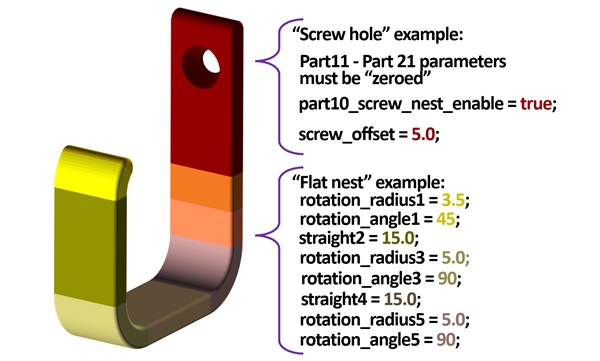 “Screw hole” example:
Part11 - Part 21 parameters
must be “zeroed”
part10_screw_nest_enable = true;
screw_offset = 5.0;
“Flat nest” example:
rotation_radius1 = 3.5;
rotation_angle1 = 45;
straight2 = 15.0;
rotation_radius3 = 5.0;
rotation_angle3 = 90;
straight4 = 15.0;
rotation_radius5 = 5.0;
rotation_angle5 = 90;